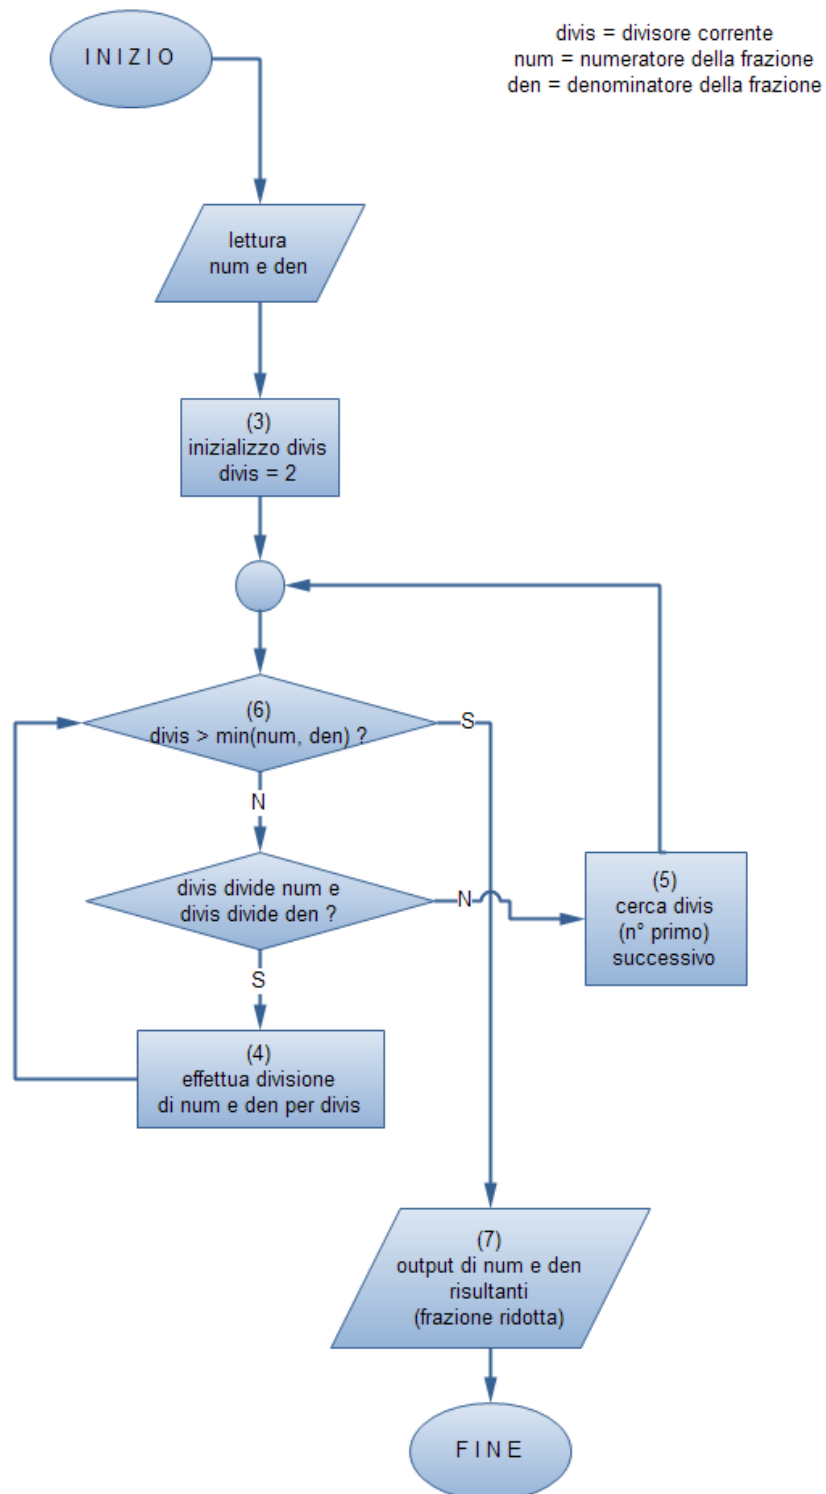 divis = divisore corrente
num = numeratore della frazione
den = denominatore della frazione
I N I Z I O
lettura
num e den
(3)
inizializzo divis
divis = 2
(6)
divis > min(num, den) ?
S
N
divis divide num e
divis divide den ?
N
S
(5)
cerca divis
(n° primo)
successivo
(4)
effettua divisione
di num e den per divis
(7)
output di num e den
risultanti
(frazione ridotta)
F I N E